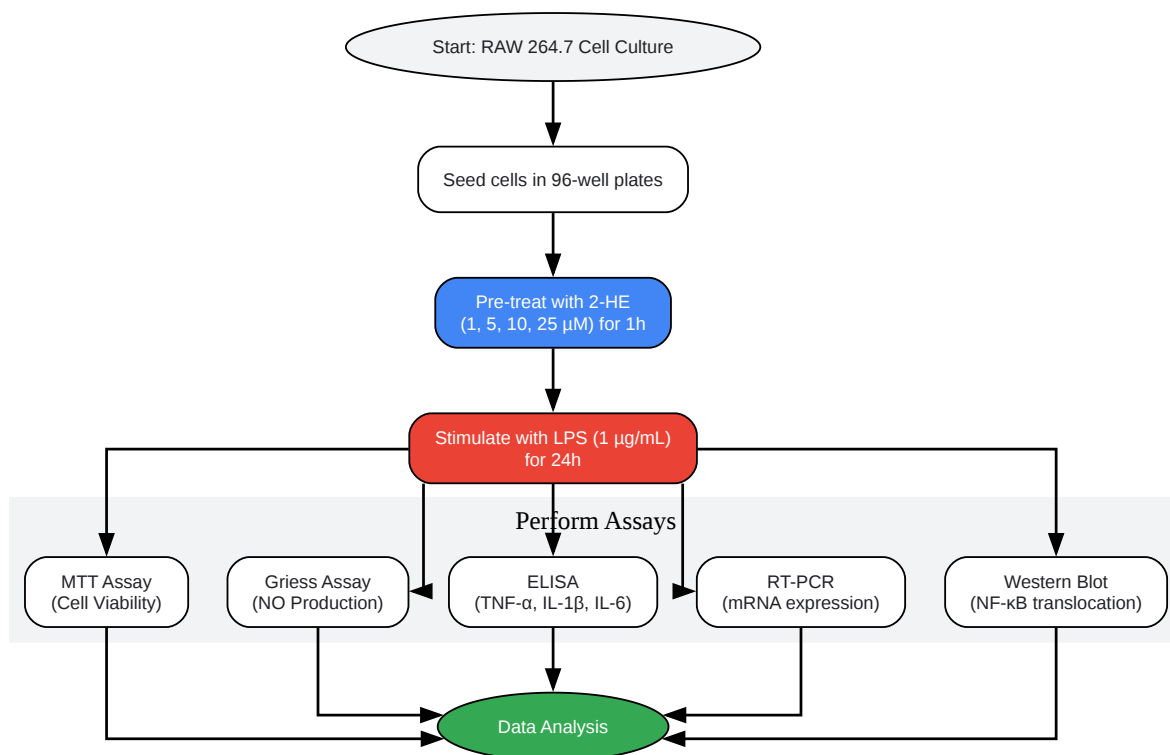 Start: RAW 264.7 Cell Culture
Seed cells in 96-well plates
Pre-treat with 2-HE
(1, 5, 10, 25 µM) for 1h
Stimulate with LPS (1 µg/mL)
for 24h
Perform Assays
MTT Assay
(Cell Viability)
Griess Assay
(NO Production)
ELISA
(TNF-α, IL-1β, IL-6)
RT-PCR
(mRNA expression)
Western Blot
(NF-κB translocation)
Data Analysis